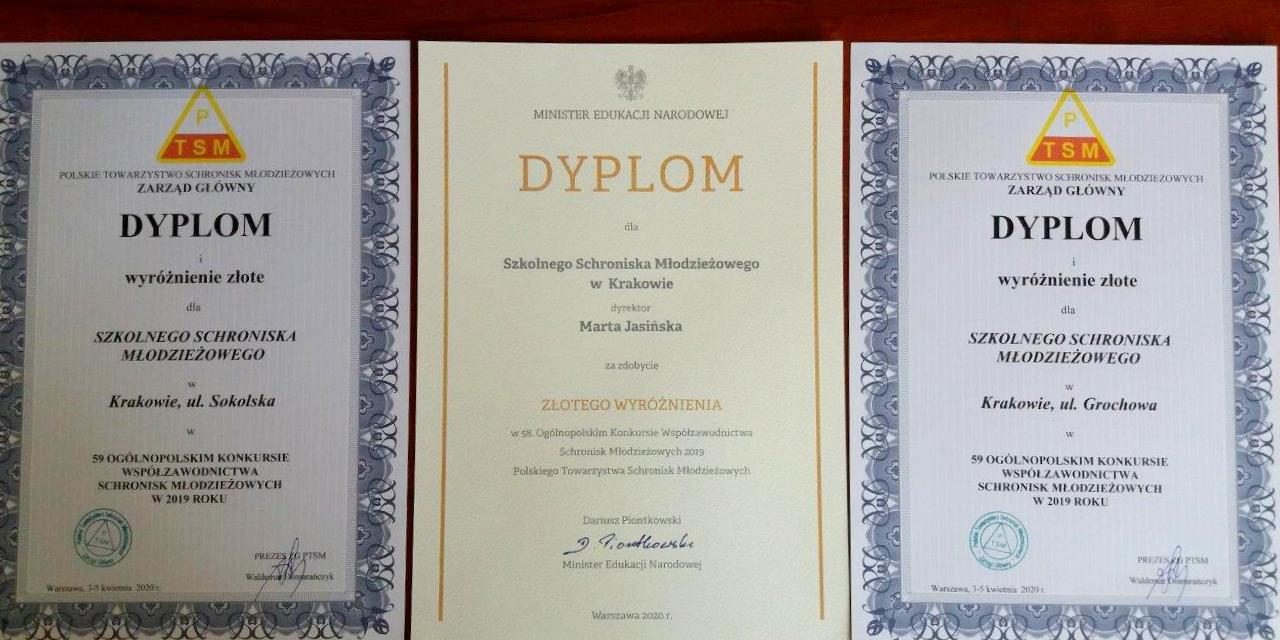 P
TSM
POLSKIE TOWARZYSTWO SCHRONISK MŁODZIEŻOWYCH
ZARZĄD GŁÓWNY
DYPLOM
i
wyróżnienie złote
dla
SZKOLNEGO SCHRONISKA
MŁODZIEŻOWEGO
w
Krakowie, ul. Sokolska
w
59 OGÓLNOPOLSKIM KONKURSIE
WSPÓŁZAWODNICTWA
SCHRONISK MŁODZIEŻOWYCH
W 2019 ROKU
PREZES ZG PTSM
Waldemar Domarańczyk
Warszawa, 3-5 kwietnia 2020 r.
MINISTER EDUKACJI NARODOWEJ
DYPLOM
dla
Szkolnego Schroniska Młodzieżowego
w Krakowie
dyrektor
Marta Jasińska
za zdobycie
ZŁOTEGO WYRÓŻNIENIA
w 58. Ogólnopolskim Konkursie Współzawodnictwa
Schronisk Młodzieżowych 2019
Polskiego Towarzystwa Schronisk Młodzieżowych
Dariusz Piontkowski
D. Piontkowski
Minister Edukacji Narodowej
Warszawa 2020 r.
P
TSM
POLSKIE TOWARZYSTWO SCHRONISK MŁODZIEŻOWYCH
ZARZĄD GŁÓWNY
DYPLOM
i
wyróżnienie złote
dla
SZKOLNEGO SCHRONISKA
MŁODZIEŻOWEGO
w
Krakowie, ul. Grochowa
w
59 OGÓLNOPOLSKIM KONKURSIE
WSPÓŁZAWODNICTWA
SCHRONISK MŁODZIEŻOWYCH
W 2019 ROKU
PREZES ZG PTSM
Waldemar Domarańczyk
Warszawa, 3-5 kwietnia 2020 r.